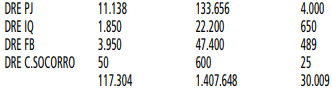 DRE PJ 11.138 133.656 4.000
DRE IQ 1.850 22.200 650
DRE FB 3.950 47.400 489
DRE C.SOCORRO 50 600 25
117.304 1.407.648 30.009